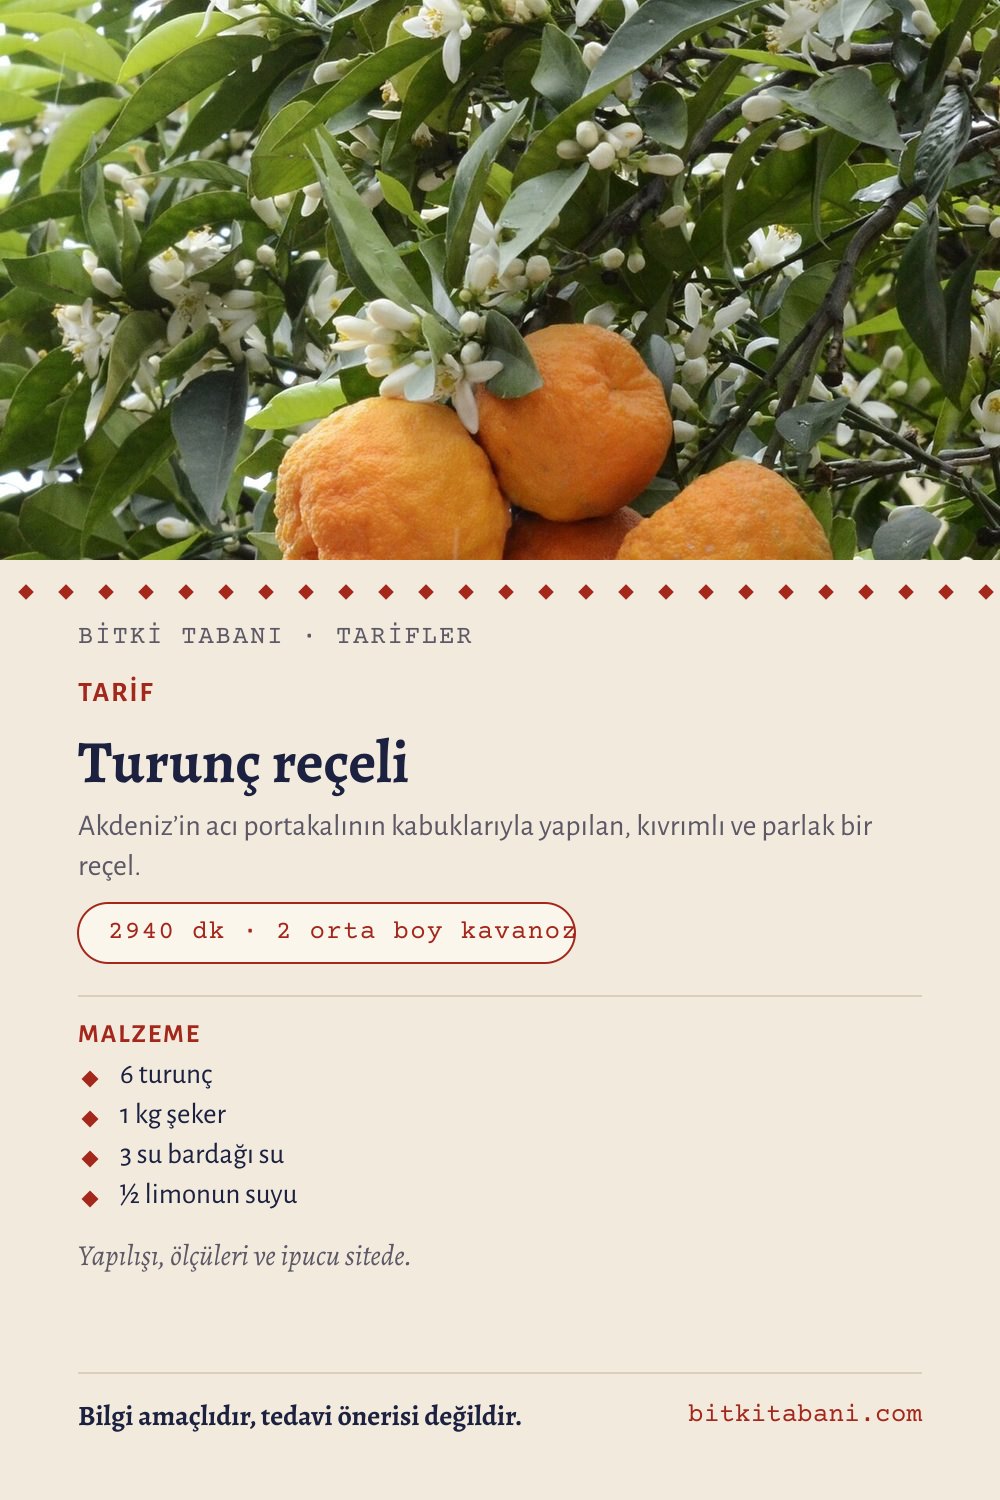 BİTKİ TABANI · TARİFLER
TARİF
Turunç reçeli
Akdeniz’in acı portakalının kabuklarıyla yapılan, kıvrımlı ve parlak bir
reçel.
2940 dk · 2 orta boy kavanoz
MALZEME
6 turunç
1 kg şeker
3 su bardağı su
½ limonun suyu
Yapılışı, ölçüleri ve ipucu sitede.
Bilgi amaçlıdır, tedavi önerisi değildir.
bitkitabani.com